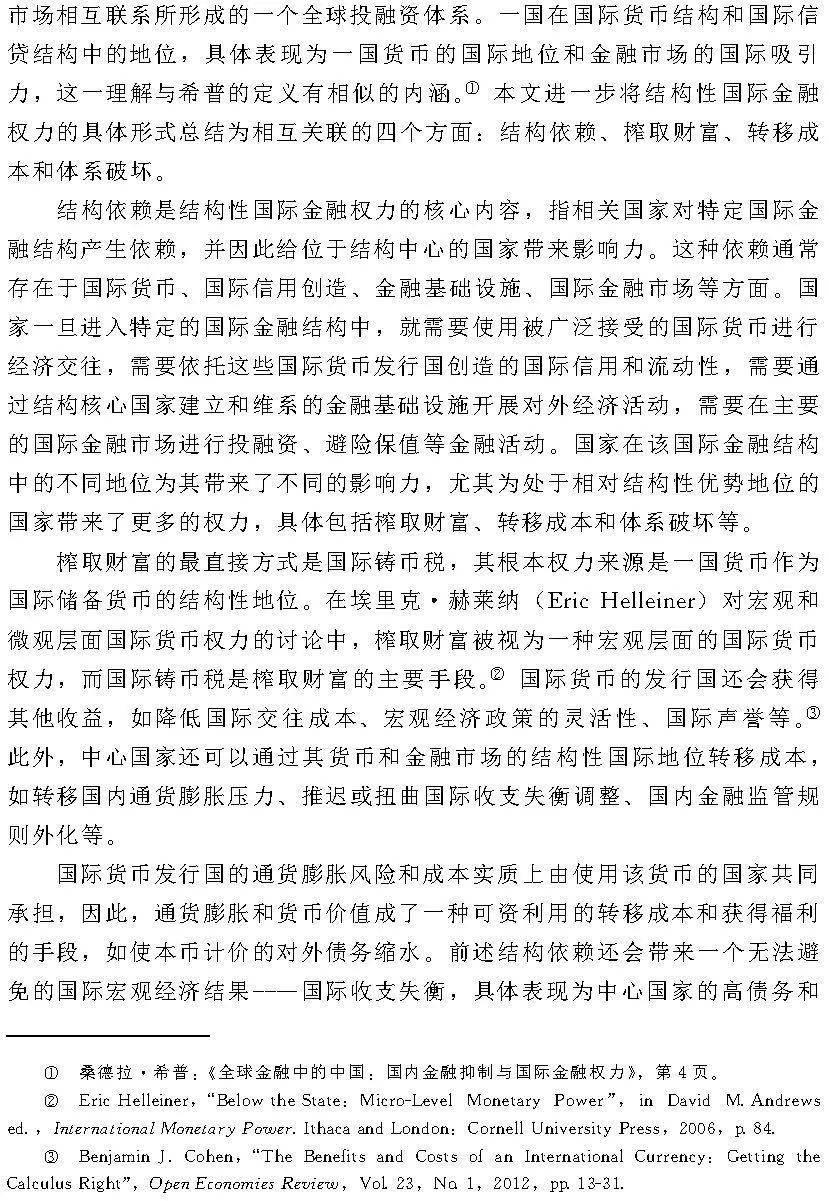 市场相互联系所形成的一个全球投融资体系。一国在国际货币结构和国际信
贷结构中的地位，具体表现为一国货币的国际地位和金融市场的国际吸引
力，这一理解与希普的定义有相似的内涵。① 本文进一步将结构性国际金融
权力的具体形式总结为相互关联的四个方面：结构依赖、榨取财富、转移成
本和体系破坏。
结构依赖是结构性国际金融权力的核心内容，指相关国家对特定国际金
融结构产生依赖，并因此给位于结构中心的国家带来影响力。这种依赖通常
存在于国际货币、国际信用创造、金融基础设施、国际金融市场等方面。国
家一旦进入特定的国际金融结构中，就需要使用被广泛接受的国际货币进行
经济交往，需要依托这些国际货币发行国创造的国际信用和流动性，需要通
过结构核心国家建立和维系的金融基础设施开展对外经济活动，需要在主要
的国际金融市场进行投融资、避险保值等金融活动。国家在该国际金融结构
中的不同地位为其带来了不同的影响力，尤其为处于相对结构性优势地位的
国家带来了更多的权力，具体包括榨取财富、转移成本和体系破坏等。
榨取财富的最直接方式是国际铸币税，其根本权力来源是一国货币作为
国际储备货币的结构性地位。在埃里克·赫莱纳（Eric Helleiner）对宏观和
微观层面国际货币权力的讨论中，榨取财富被视为一种宏观层面的国际货币
权力，而国际铸币税是榨取财富的主要手段。② 国际货币的发行国还会获得
其他收益，如降低国际交往成本、宏观经济政策的灵活性、国际声誉等。③
此外，中心国家还可以通过其货币和金融市场的结构性国际地位转移成本，
如转移国内通货膨胀压力、推迟或扭曲国际收支失衡调整、国内金融监管规
则外化等。
国际货币发行国的通货膨胀风险和成本实质上由使用该货币的国家共同
承担，因此，通货膨胀和货币价值成了一种可资利用的转移成本和获得福利
的手段，如使本币计价的对外债务缩水。前述结构依赖还会带来一个无法避
免的国际宏观经济结果——国际收支失衡，具体表现为中心国家的高债务和
① 桑德拉·希普：《全球金融中的中国：国内金融抑制与国际金融权力》，第 4 页。
② Eric Helleiner，“Below the State：Micro-Level Monetary Power”，in David M. Andrews
ed.，International Monetary Power. Ithaca and London：Cornell University Press，2006，p. 84.
③ Benjamin J. Cohen，“The Benefits and Costs of an International Currency：Getting the
Calculus Right”，Open Economies Review，Vol. 23，No. 1，2012，pp. 13-31.